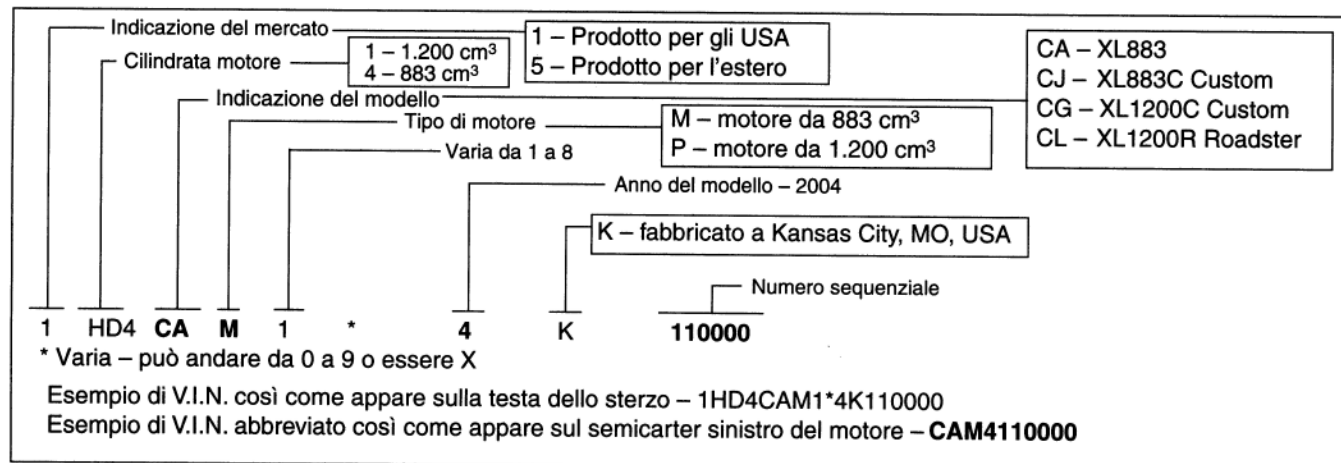 Indicazione del mercato
1 – Prodotto per gli USA
5 – Prodotto per l'estero
Cilindrata motore
1 – 1.200 cm³
4 – 883 cm³
Indicazione del modello
CA – XL883
CJ – XL883C Custom
CG – XL1200C Custom
CL – XL1200R Roadster
Tipo di motore
M – motore da 883 cm³
P – motore da 1.200 cm³
Varia da 1 a 8
Anno del modello – 2004
K – fabbricato a Kansas City, MO, USA
Numero sequenziale
1 HD4 CA M 1 * 4 K 110000
* Varia – può andare da 0 a 9 o essere X
Esempio di V.I.N. così come appare sulla testa dello sterzo – 1HD4CAM1*4K110000
Esempio di V.I.N. abbreviato così come appare sul semicarter sinistro del motore – CAM4110000